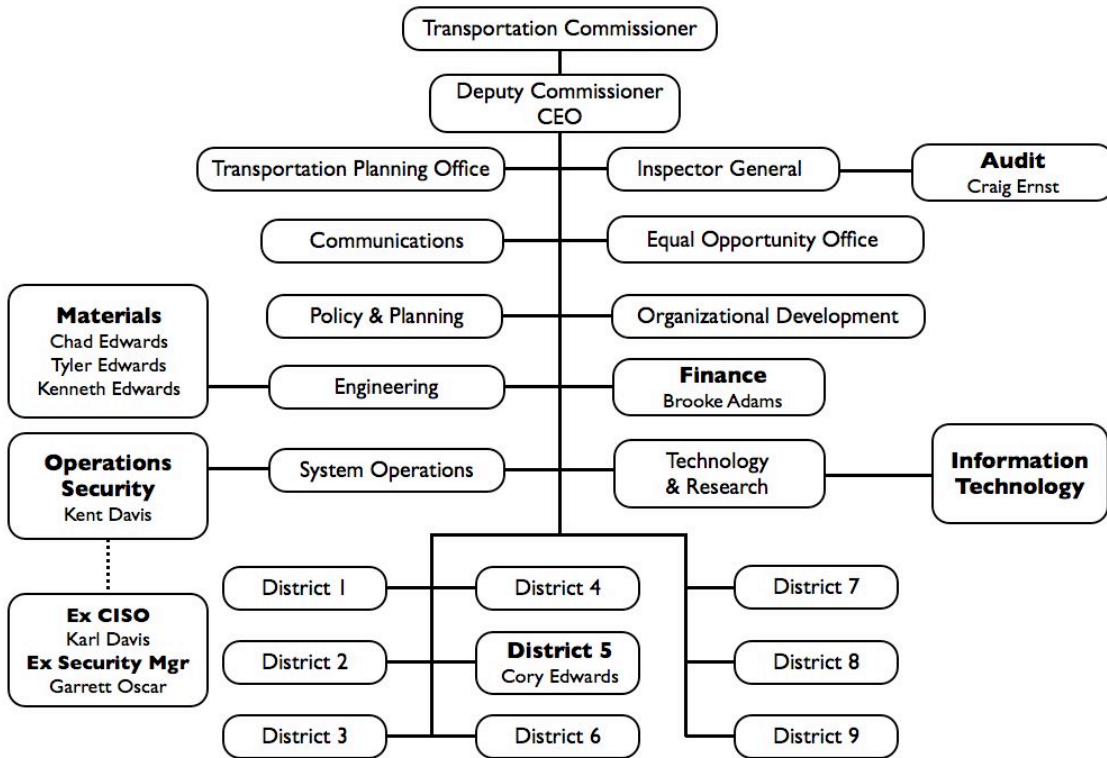 Transportation Commissioner
Deputy Commissioner
CEO
Transportation Planning Office
Inspector General
Audit
Craig Ernst
Communications
Equal Opportunity Office
Materials
Chad Edwards
Tyler Edwards
Kenneth Edwards
Policy & Planning
Organizational Development
Engineering
Finance
Brooke Adams
Operations
Security
Kent Davis
System Operations
Technology
& Research
Information
Technology
District 1
District 4
District 7
Ex CISO
Karl Davis
Ex Security Mgr
Garrett Oscar
District 2
District 5
Cory Edwards
District 8
District 3
District 6
District 9